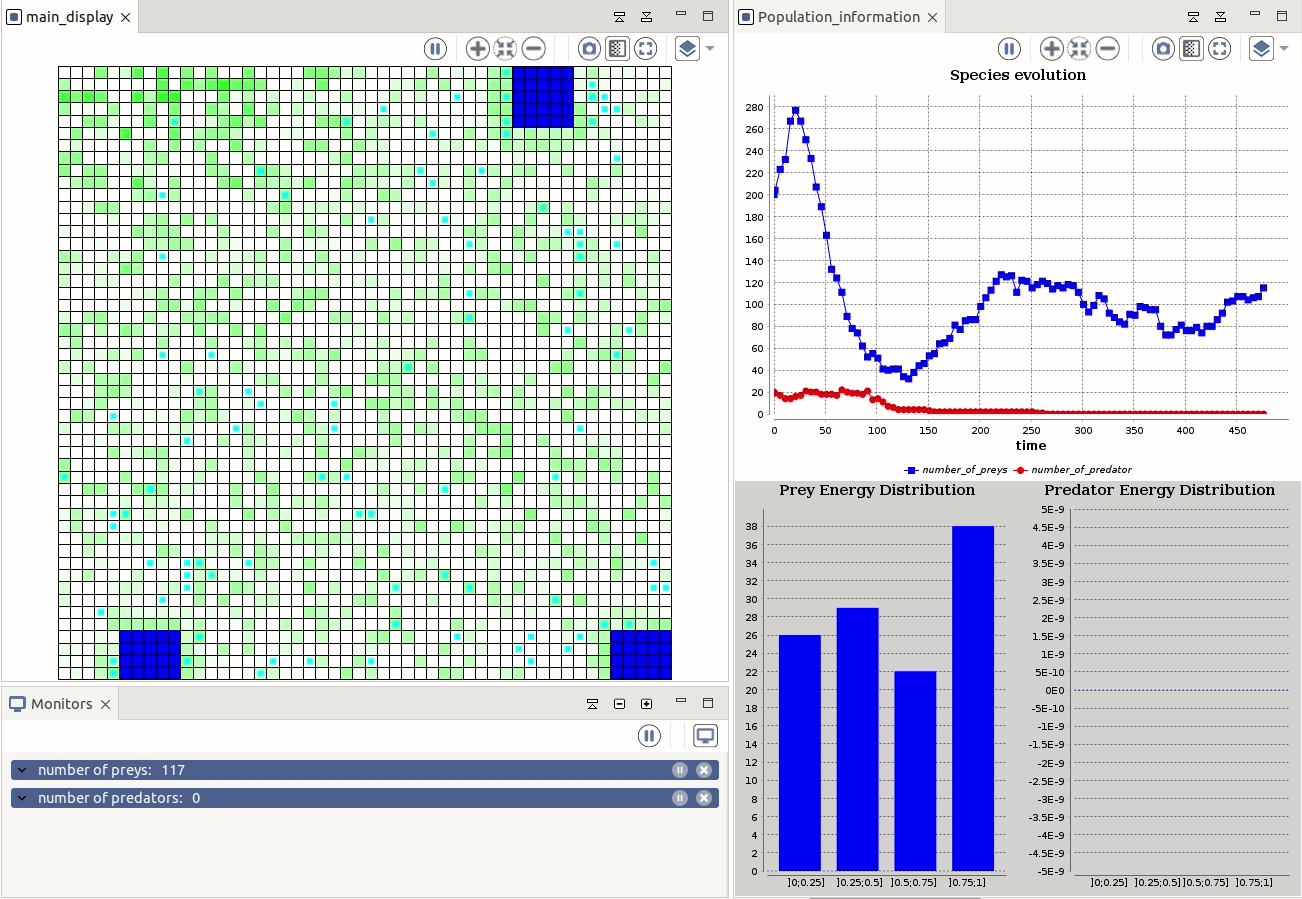 main_display
Population_information
Species evolution
280
260
240
220
200
180
160
140
120
100
80
60
40
20
0
0 50 100 150 200 250 300 350 400 450
time
number_of_preys number_of_predator
Prey Energy Distribution
38
36
34
32
30
28
26
24
22
20
18
16
14
12
10
8
6
4
2
0
]0;0.25] ]0.25;0.5] ]0.5;0.75] ]0.75;1]
Predator Energy Distribution
5E-9
4.5E-9
4E-9
3.5E-9
3E-9
2.5E-9
2E-9
1.5E-9
1E-9
5E-10
0E0
-5E-10
-1E-9
-1.5E-9
-2E-9
-2.5E-9
-3E-9
-3.5E-9
-4E-9
-4.5E-9
-5E-9
]0;0.25] ]0.25;0.5] ]0.5;0.75] ]0.75;1]
Monitors
number of preys: 117
number of predators: 0